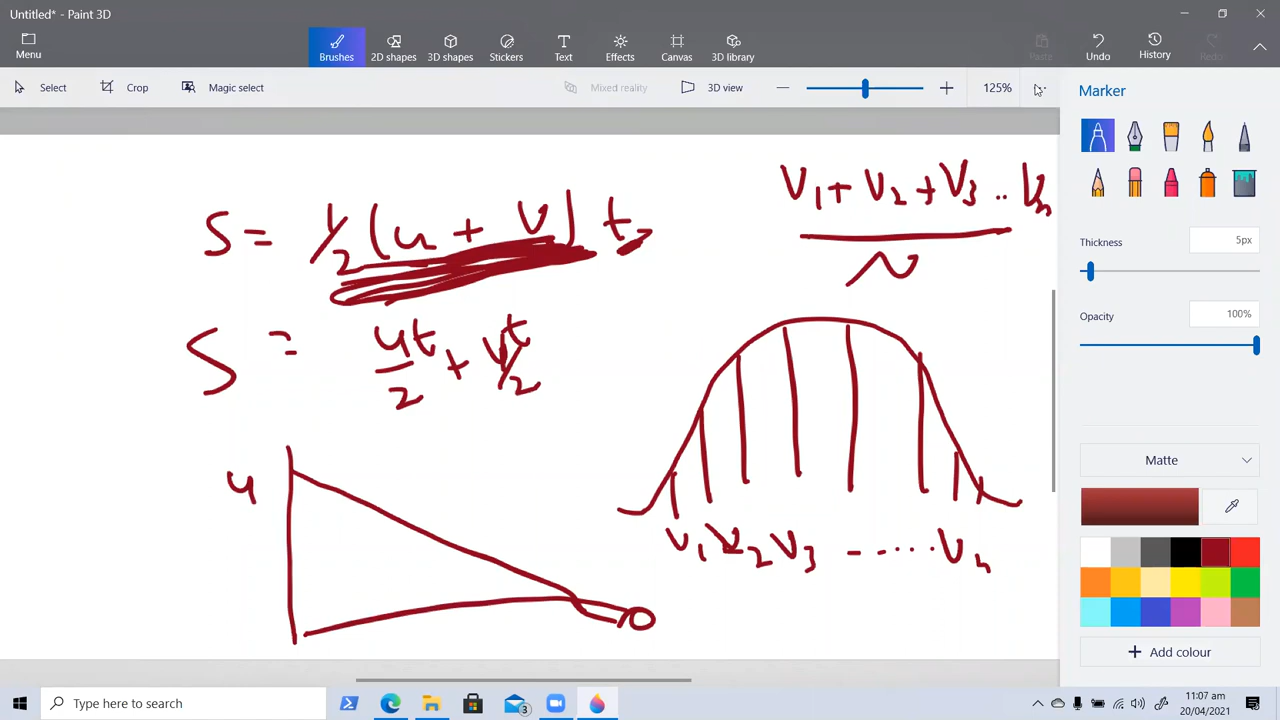 Untitled* - Paint 3D
Menu
Brushes
2D shapes
3D shapes
Stickers
Text
Effects
Canvas
3D library
Paste
Undo
History
Redo
Select
Crop
Magic select
Mixed reality
3D view
125%
Marker
Thickness
5px
Opacity
100%
Matte
Add colour
S = 1/2 (u + v) t
S = ut/2 + vt/2
u
0
V1 + V2 + V3 .. Vn
N
V1 V2 V3 - .... Vn
Type here to search
3
11:07 am
20/04/2021